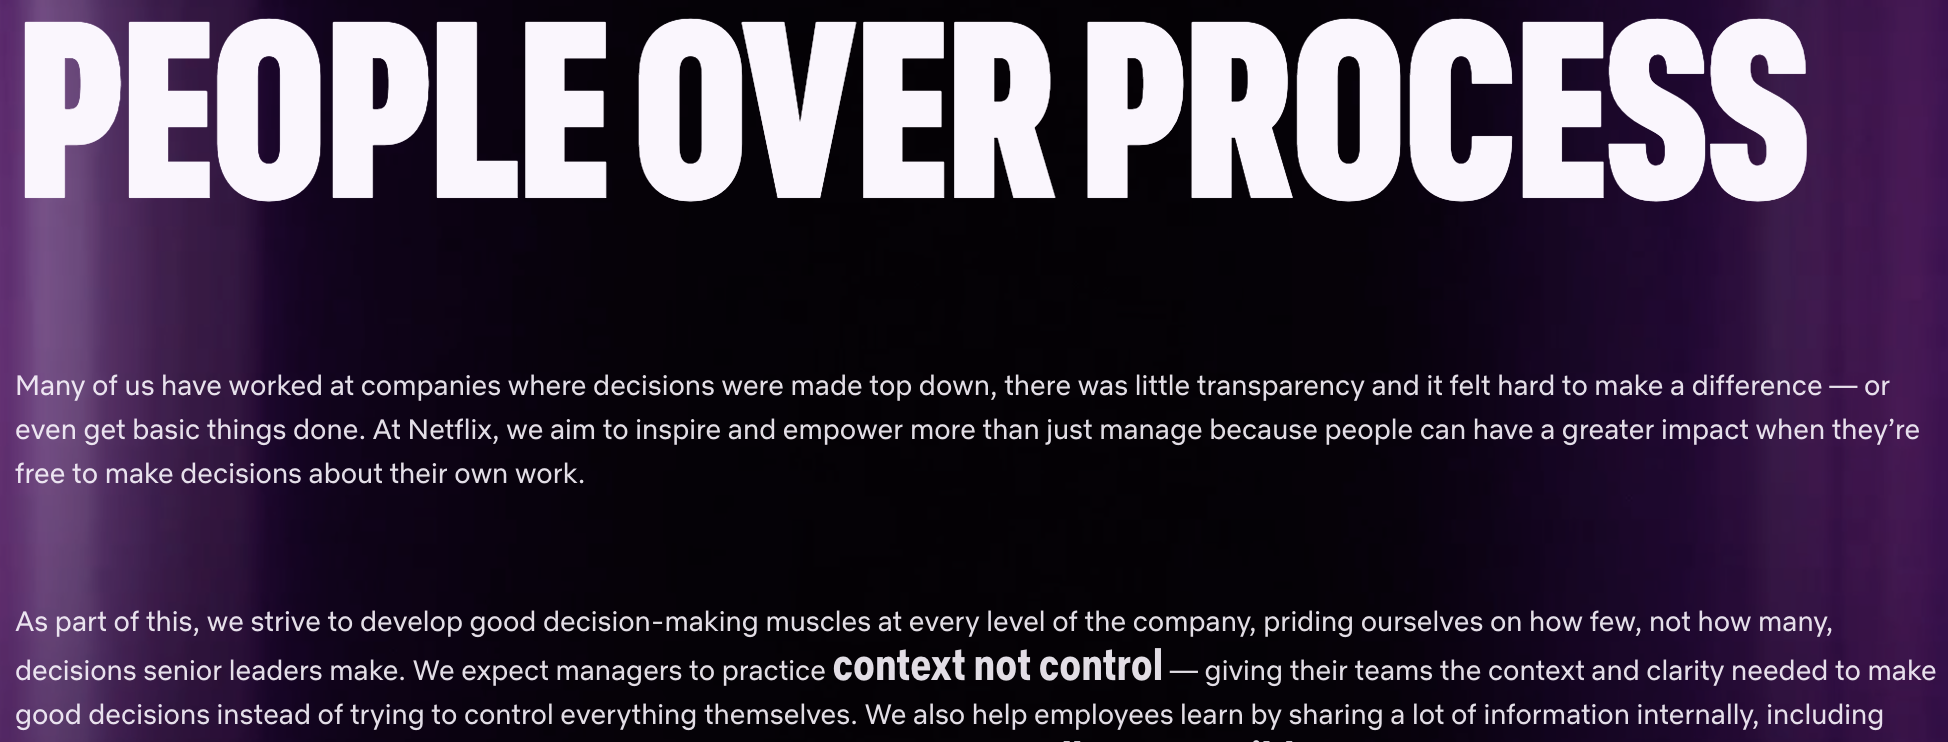 PEOPLE OVER PROCESS
Many of us have worked at companies where decisions were made top down, there was little transparency and it felt hard to make a difference — or
even get basic things done. At Netflix, we aim to inspire and empower more than just manage because people can have a greater impact when they’re
free to make decisions about their own work.
As part of this, we strive to develop good decision-making muscles at every level of the company, priding ourselves on how few, not how many,
decisions senior leaders make. We expect managers to practice context not control — giving their teams the context and clarity needed to make
good decisions instead of trying to control everything themselves. We also help employees learn by sharing a lot of information internally, including